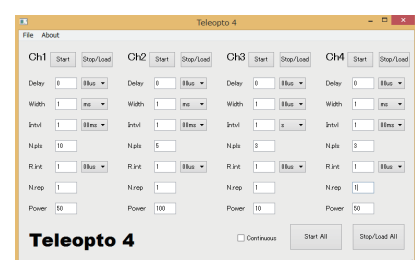 Teleopto 4
File About
Ch1 Start Stop/Load Ch2 Start Stop/Load Ch3 Start Stop/Load Ch4 Start Stop/Load
Delay 0 Delay 0 Delay 0 Delay 0
Width 1 ms Width 1 ms Width 1 Width 1
Intvl 1 Intvl 1 Intvl 1 s Intvl 1
N.pls 10 N.pls 5 N.pls 3 N.pls 3
R.int 1 R.int 1 R.int 1 R.int 1
N.rep 1 N.rep 1 N.rep 1 N.rep 1
Power 50 Power 100 Power 10 Power 50
Teleopto 4 Continuous Start All Stop/Load All